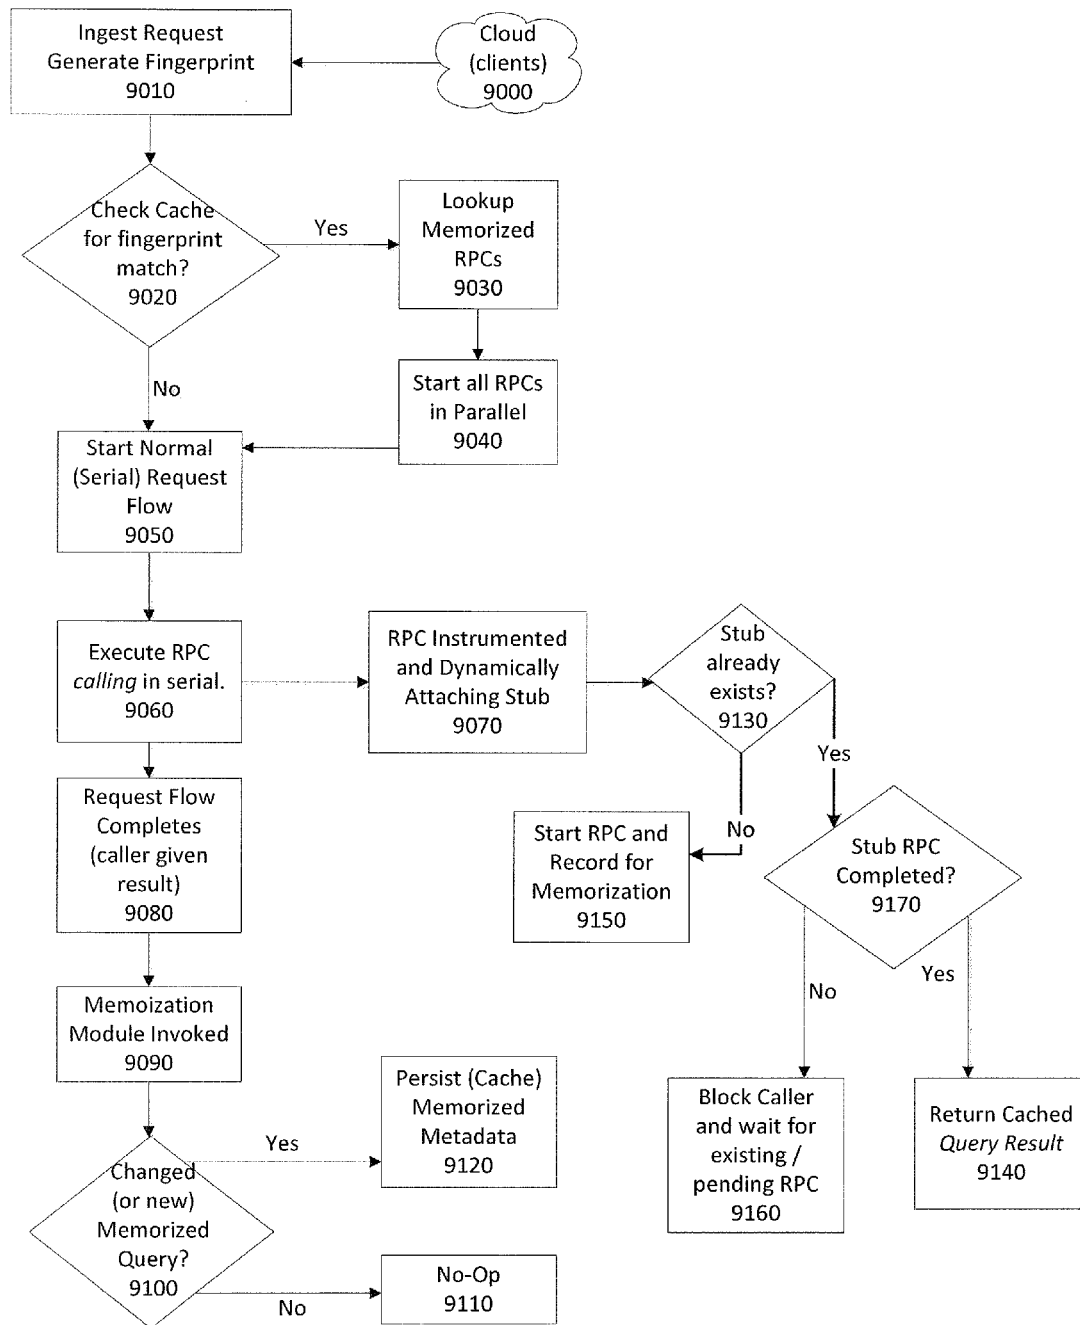 Ingest Request
Generate Fingerprint
9010
Cloud
(clients)
9000
Check Cache
for fingerprint
match?
9020
Yes
Lookup
Memorized
RPCs
9030
No
Start all RPCs
in Parallel
9040
Start Normal
(Serial) Request
Flow
9050
Execute RPC
calling in serial.
9060
RPC Instrumented
and Dynamically
Attaching Stub
9070
Stub
already
exists?
9130
Yes
No
Request Flow
Completes
(caller given
result)
9080
Start RPC and
Record for
Memorization
9150
Stub RPC
Completed?
9170
No
Yes
Memoization
Module Invoked
9090
Persist (Cache)
Memorized
Metadata
9120
Block Caller
and wait for
existing /
pending RPC
9160
Return Cached
Query Result
9140
Changed
(or new)
Memorized
Query?
9100
Yes
No
No-Op
9110